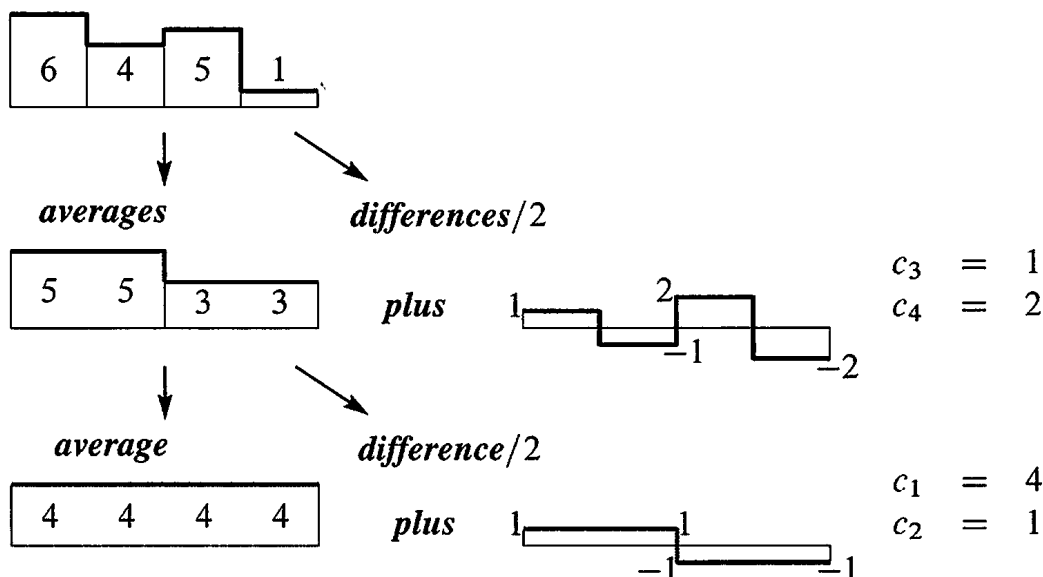 6 4 5 1
averages differences/2
5 5 3 3 plus 1 -1 2 -2
c₃ = 1
c₄ = 2
average difference/2
4 4 4 4 plus 1 1 -1 -1
c₁ = 4
c₂ = 1